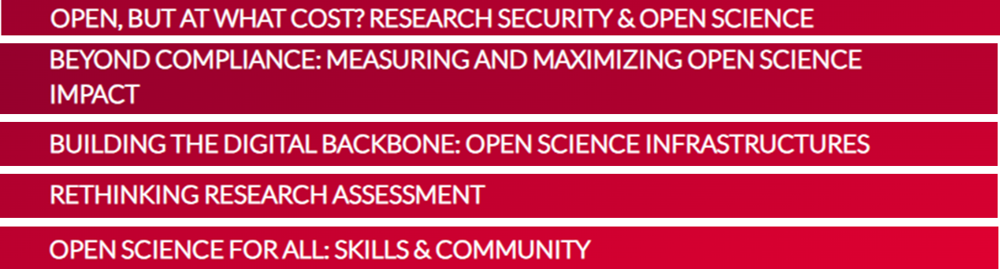 OPEN, BUT AT WHAT COST? RESEARCH SECURITY & OPEN SCIENCE
BEYOND COMPLIANCE: MEASURING AND MAXIMIZING OPEN SCIENCE
IMPACT
BUILDING THE DIGITAL BACKBONE: OPEN SCIENCE INFRASTRUCTURES
RETHINKING RESEARCH ASSESSMENT
OPEN SCIENCE FOR ALL: SKILLS & COMMUNITY